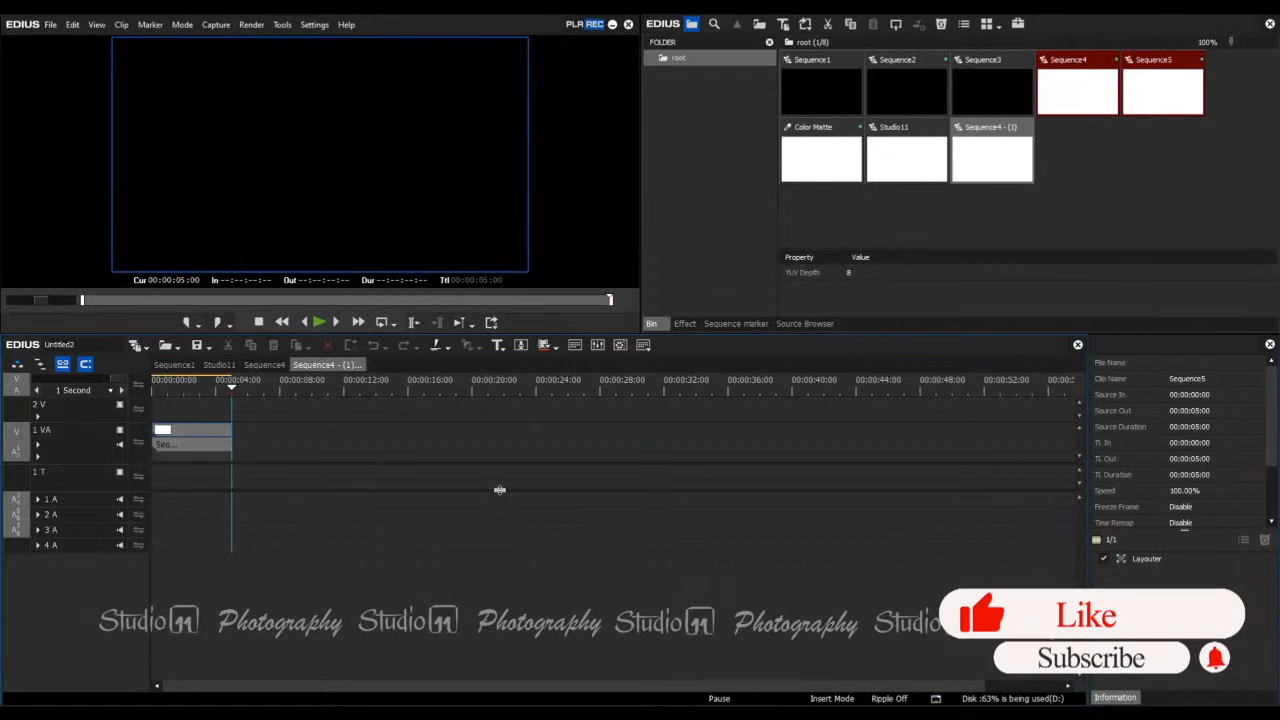 EDIUS File Edit View Clip Marker Mode Capture Render Tools Settings Help PLR REC
Cur 00:00:05:00 In --:--:--:-- Out --:--:--:-- Dur --:--:--:-- Ttl 00:00:05:00
EDIUS
FOLDER
root
root (1/8) 100%
Sequence1 Sequence2 Sequence3 Sequence4 Sequence5
Color Matte Studio11 Sequence4 - (1)
Property Value
YUV Depth 8
Bin Effect Sequence marker Source Browser
EDIUS Untitled2
Sequence1 Studio11 Sequence4 Sequence4 - (1)...
V
A
1 Second
00:00:00:00 00:00:04:00 00:00:08:00 00:00:12:00 00:00:16:00 00:00:20:00 00:00:24:00 00:00:28:00 00:00:32:00 00:00:36:00 00:00:40:00 00:00:44:00 00:00:48:00 00:00:52:00
2 V
V 1 VA
Seq...
1 T
1 A
2 A
3 A
4 A
File Name
Clip Name Sequence5
Source In 00:00:00:00
Source Out 00:00:05:00
Source Duration 00:00:05:00
TL In 00:00:00:00
TL Out 00:00:05:00
TL Duration 00:00:05:00
Speed 100.00%
Freeze Frame Disable
Time Remap Disable
1/1
Layouter
Studio 11 Photography Studio 11 Photography Studio 11 Photography Studio
Like
Subscribe
Information
Pause Insert Mode Ripple Off Disk :63% is being used(D:)